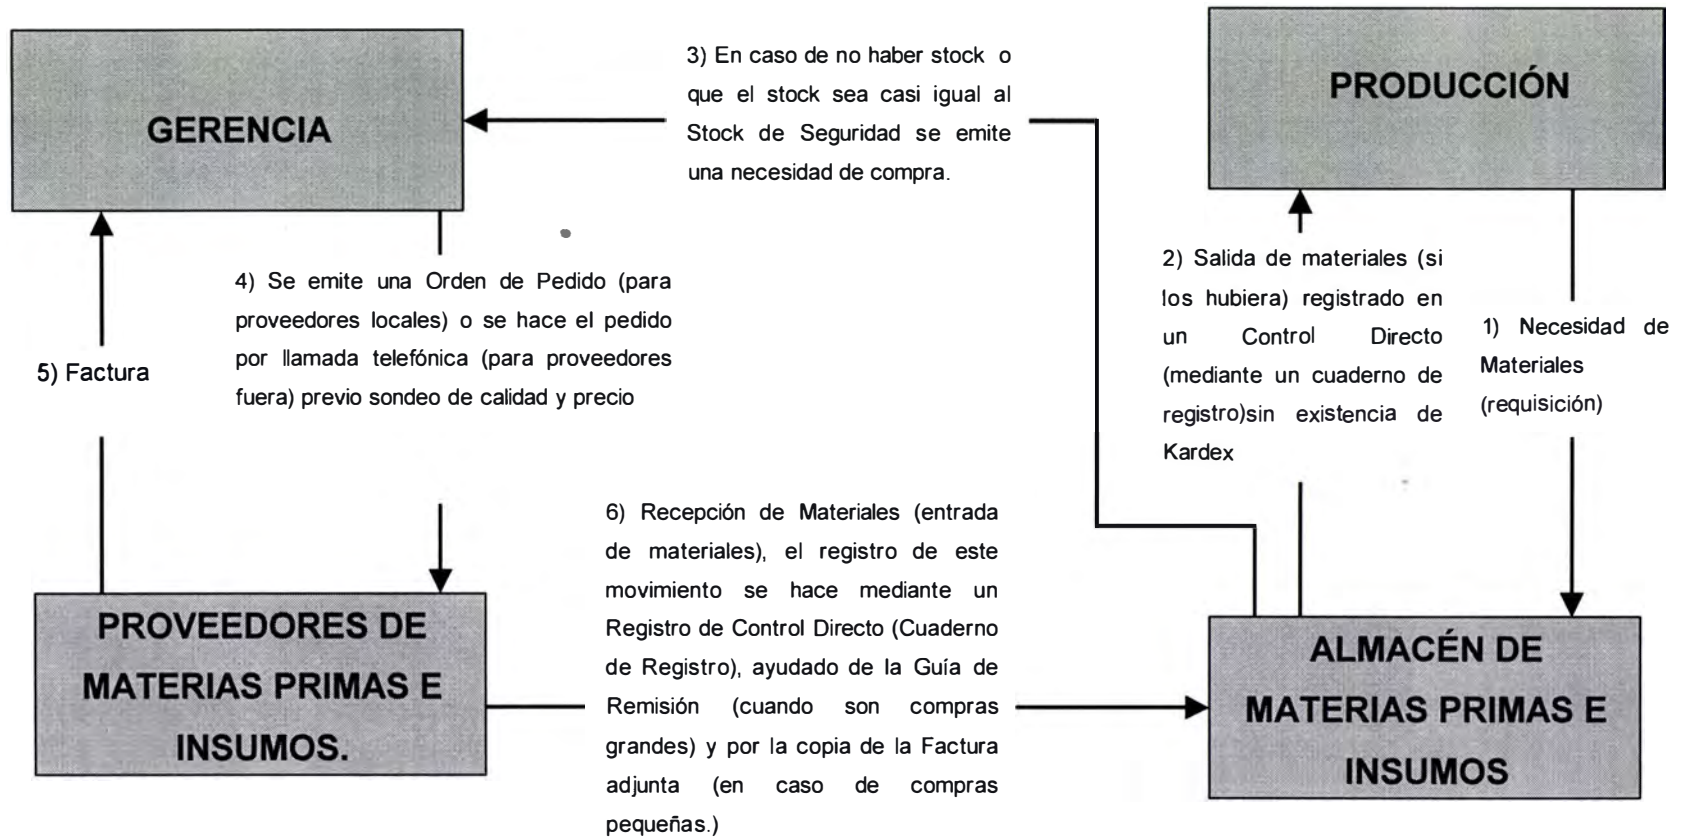 GERENCIA
3) En caso de no haber stock o
que el stock sea casi igual al
Stock de Seguridad se emite
una necesidad de compra.
PRODUCCIÓN
2) Salida de materiales (si
los hubiera) registrado en
un Control Directo
(mediante un cuaderno de
registro)sin existencia de
Kardex
1) Necesidad de
Materiales
(requisición)
4) Se emite una Orden de Pedido (para
proveedores locales) o se hace el pedido
por llamada telefónica (para proveedores
fuera) previo sondeo de calidad y precio
5) Factura
6) Recepción de Materiales (entrada
de materiales), el registro de este
movimiento se hace mediante un
Registro de Control Directo (Cuaderno
de Registro), ayudado de la Guía de
Remisión (cuando son compras
grandes) y por la copia de la Factura
adjunta (en caso de compras
pequeñas.)
PROVEEDORES DE
MATERIAS PRIMAS E
INSUMOS.
ALMACÉN DE
MATERIAS PRIMAS E
INSUMOS